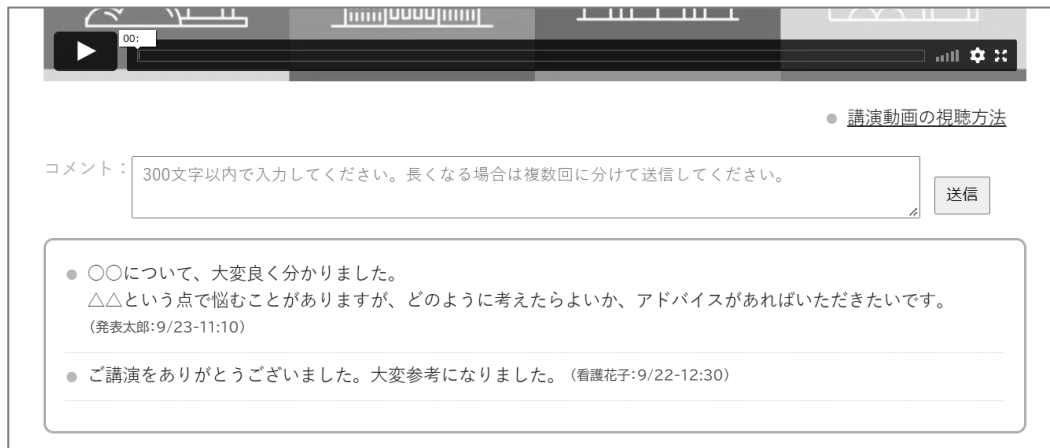 00:
講演動画の視聴方法
コメント：
300文字以内で入力してください。長くなる場合は複数回に分けて送信してください。
送信
○○について、大変良く分かりました。
△△という点で悩むことがありますが、どのように考えたらよいか、アドバイスがあればいただきたいです。
（発表太郎:9/23-11:10）
ご講演をありがとうございました。大変参考になりました。（看護花子:9/22-12:30）